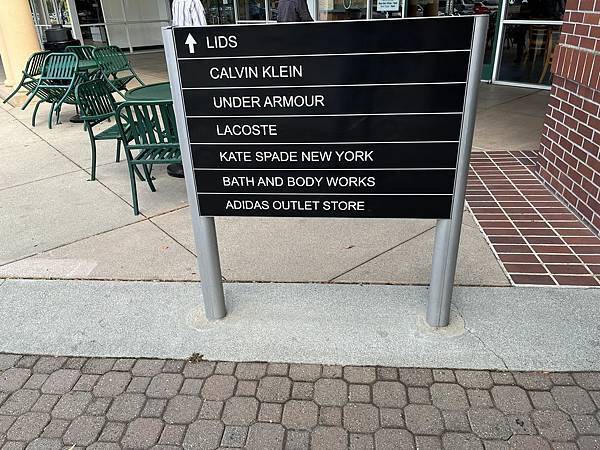 LIDS
CALVIN KLEIN
UNDER ARMOUR
LACOSTE
KATE SPADE NEW YORK
BATH AND BODY WORKS
ADIDAS OUTLET STORE